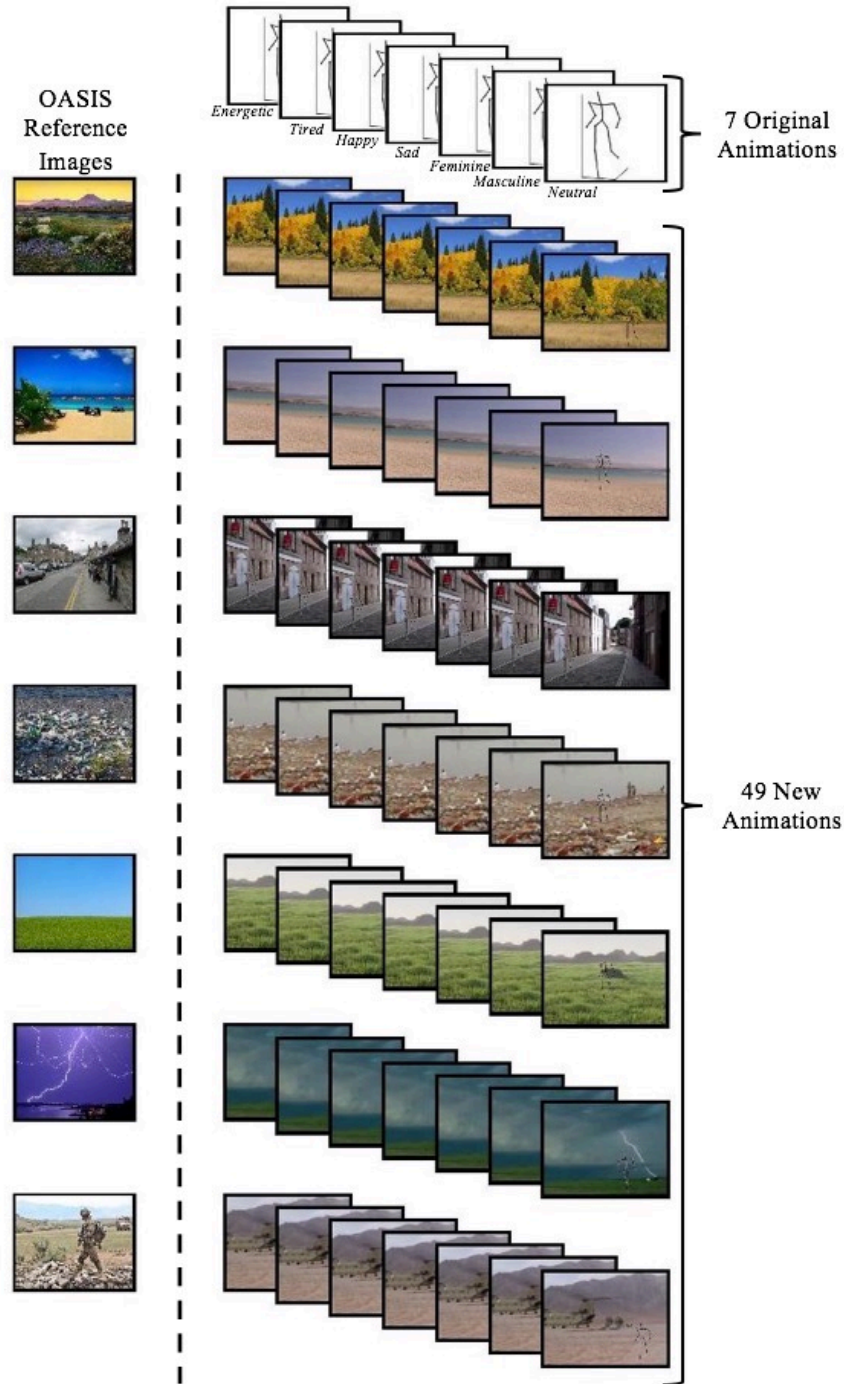 OASIS
Reference
Images
Energetic
Tired
Happy
Sad
Feminine
Masculine
Neutral
7 Original
Animations
49 New
Animations